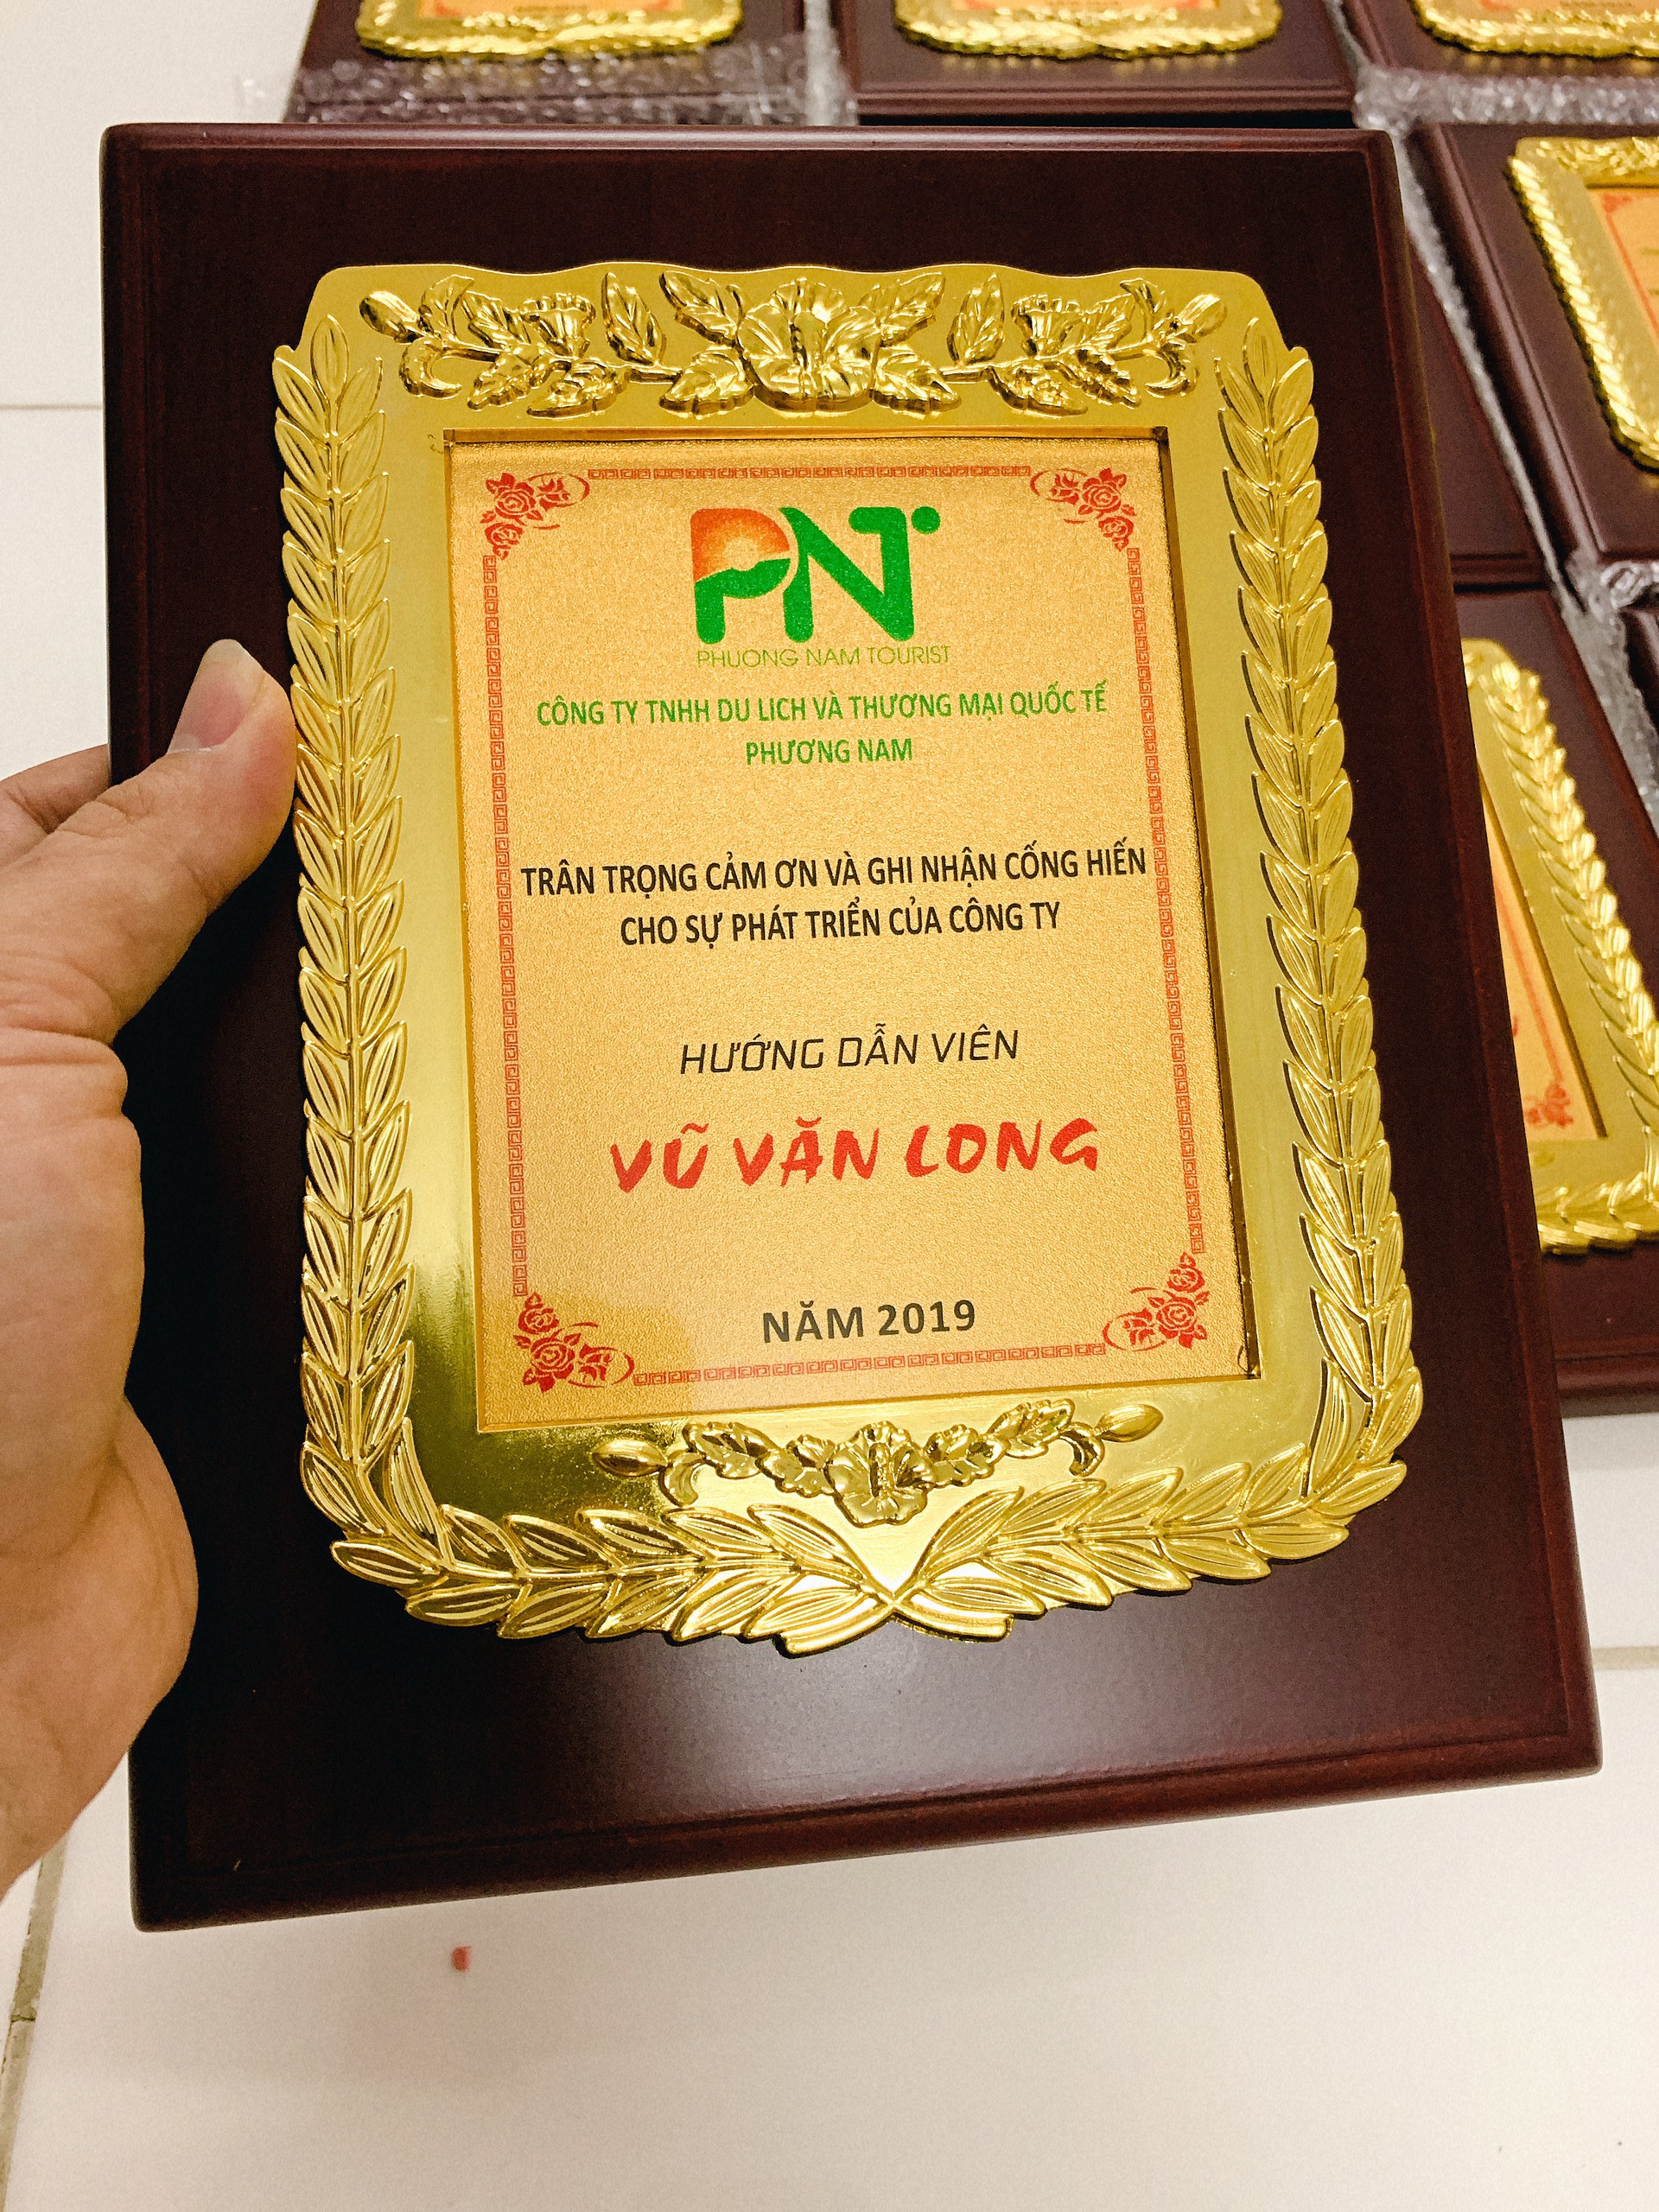 PNT
PHUONG NAM TOURIST
CÔNG TY TNHH DU LICH VÀ THƯƠNG MẠI QUỐC TẾ
PHƯƠNG NAM
TRÂN TRỌNG CẢM ƠN VÀ GHI NHẬN CỐNG HIẾN
CHO SỰ PHÁT TRIỂN CỦA CÔNG TY
HƯỚNG DẪN VIÊN
VŨ VĂN LONG
NĂM 2019